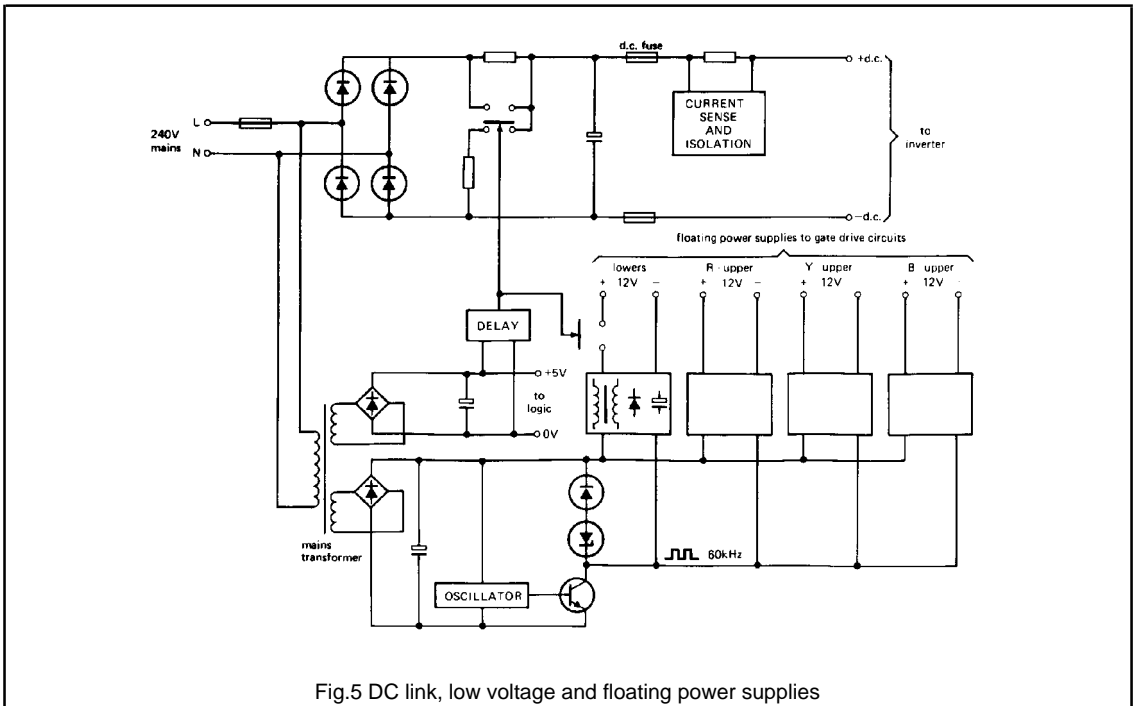 d.c. fuse
+d.c.
CURRENT
SENSE
AND
ISOLATION
L
240V
mains
N
to
inverter
−d.c.
floating power supplies to gate drive circuits
lowers
+ 12V −
R upper
+ 12V −
Y upper
+ 12V
B upper
+ 12V -
DELAY
+5V
to
logic
0V
mains
transformer
60kHz
OSCILLATOR
Fig.5 DC link, low voltage and floating power supplies